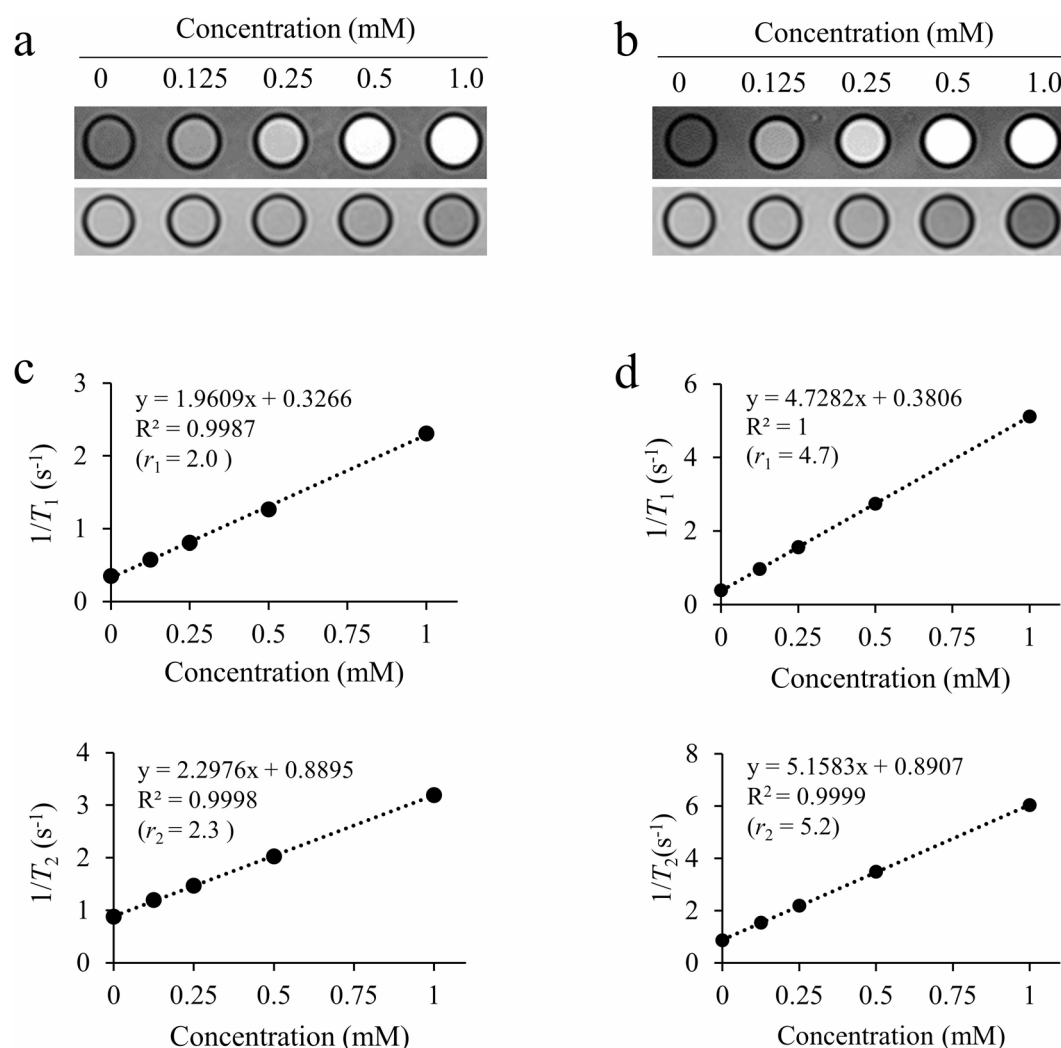 a
Concentration (mM)
0 0.125 0.25 0.5 1.0
b
Concentration (mM)
0 0.125 0.25 0.5 1.0
c
y = 1.9609x + 0.3266
R² = 0.9987
(r₁ = 2.0 )
1/T₁ (s⁻¹)
3
2
1
0
0 0.25 0.5 0.75 1
Concentration (mM)
d
y = 4.7282x + 0.3806
R² = 1
(r₁ = 4.7)
1/T₁ (s⁻¹)
6
4
2
0
0 0.25 0.5 0.75 1
Concentration (mM)
y = 2.2976x + 0.8895
R² = 0.9998
(r₂ = 2.3 )
1/T₂ (s⁻¹)
4
3
2
1
0
0 0.25 0.5 0.75 1
Concentration (mM)
y = 5.1583x + 0.8907
R² = 0.9999
(r₂ = 5.2)
1/T₂(s⁻¹)
8
6
4
2
0
0 0.25 0.5 0.75 1
Concentration (mM)